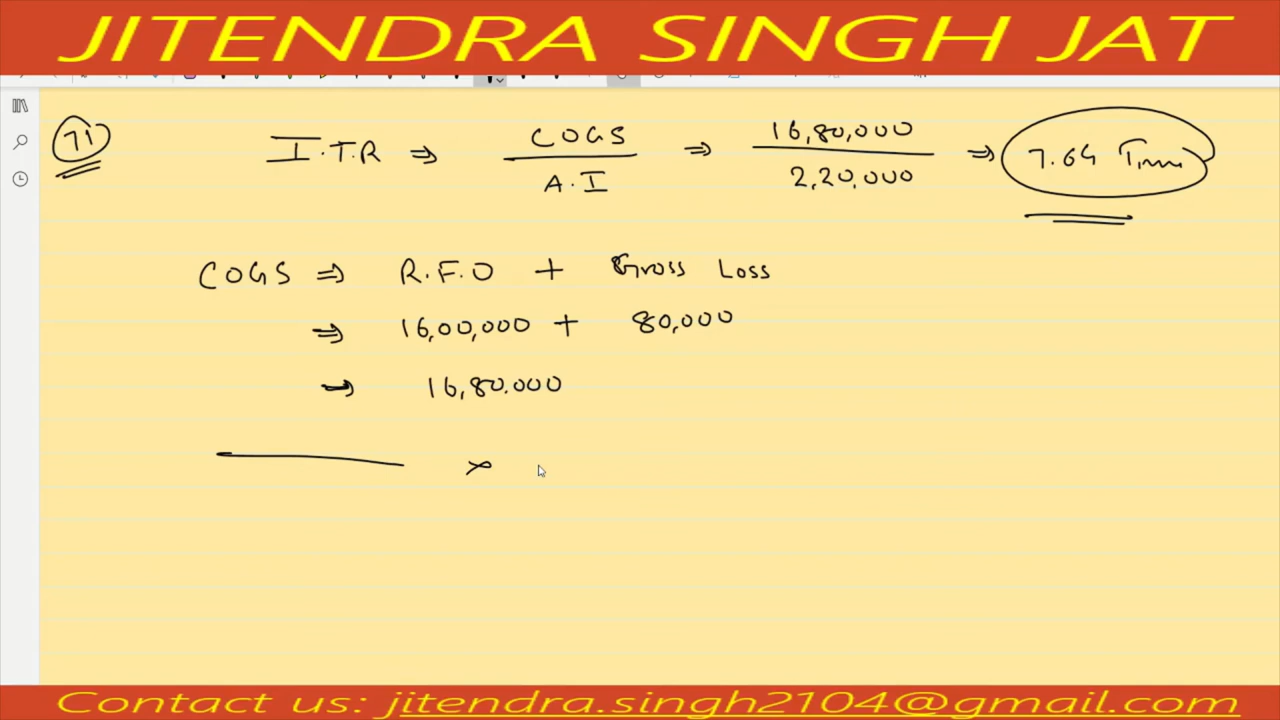 JITENDRA SINGH JAT
71
I.T.R ⇒ COGS / A.I ⇒ 16,80,000 / 2,20,000 ⇒ 7.64 Times
COGS ⇒ R.F.O + Gross Loss
⇒ 16,00,000 + 80,000
⇒ 16,80.000
×
Contact us: jitendra.singh2104@gmail.com